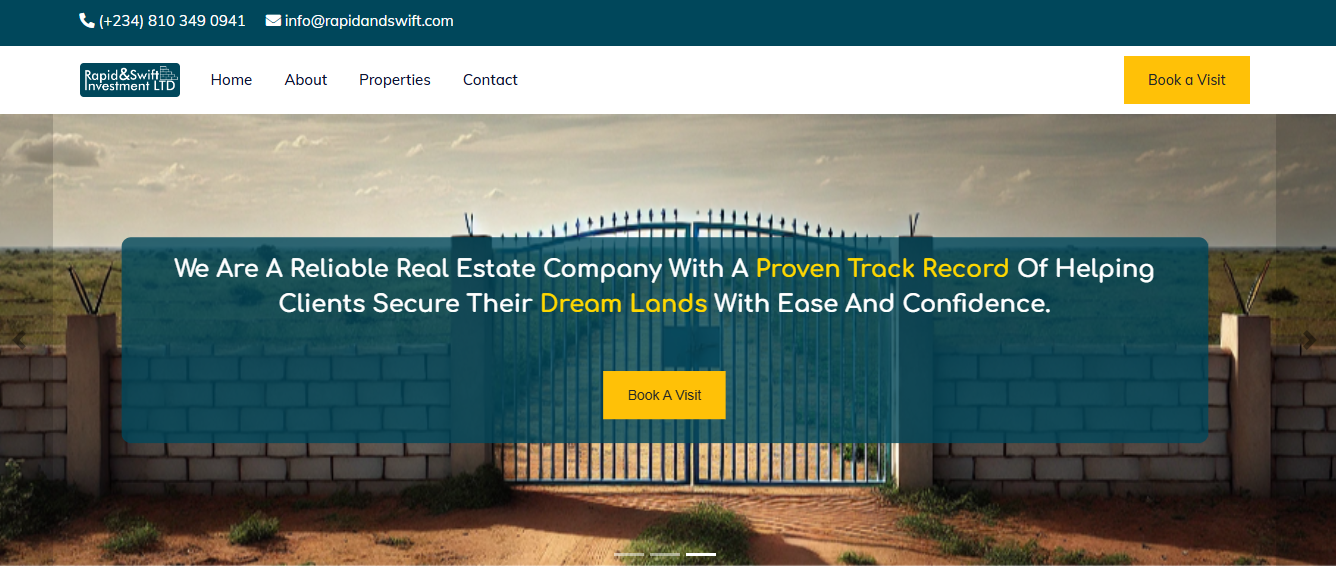 (+234) 810 349 0941 info@rapidandswift.com
Rapid&Swift
Investment LTD
Home About Properties Contact Book a Visit
We Are A Reliable Real Estate Company With A Proven Track Record Of Helping
Clients Secure Their Dream Lands With Ease And Confidence.
Book A Visit